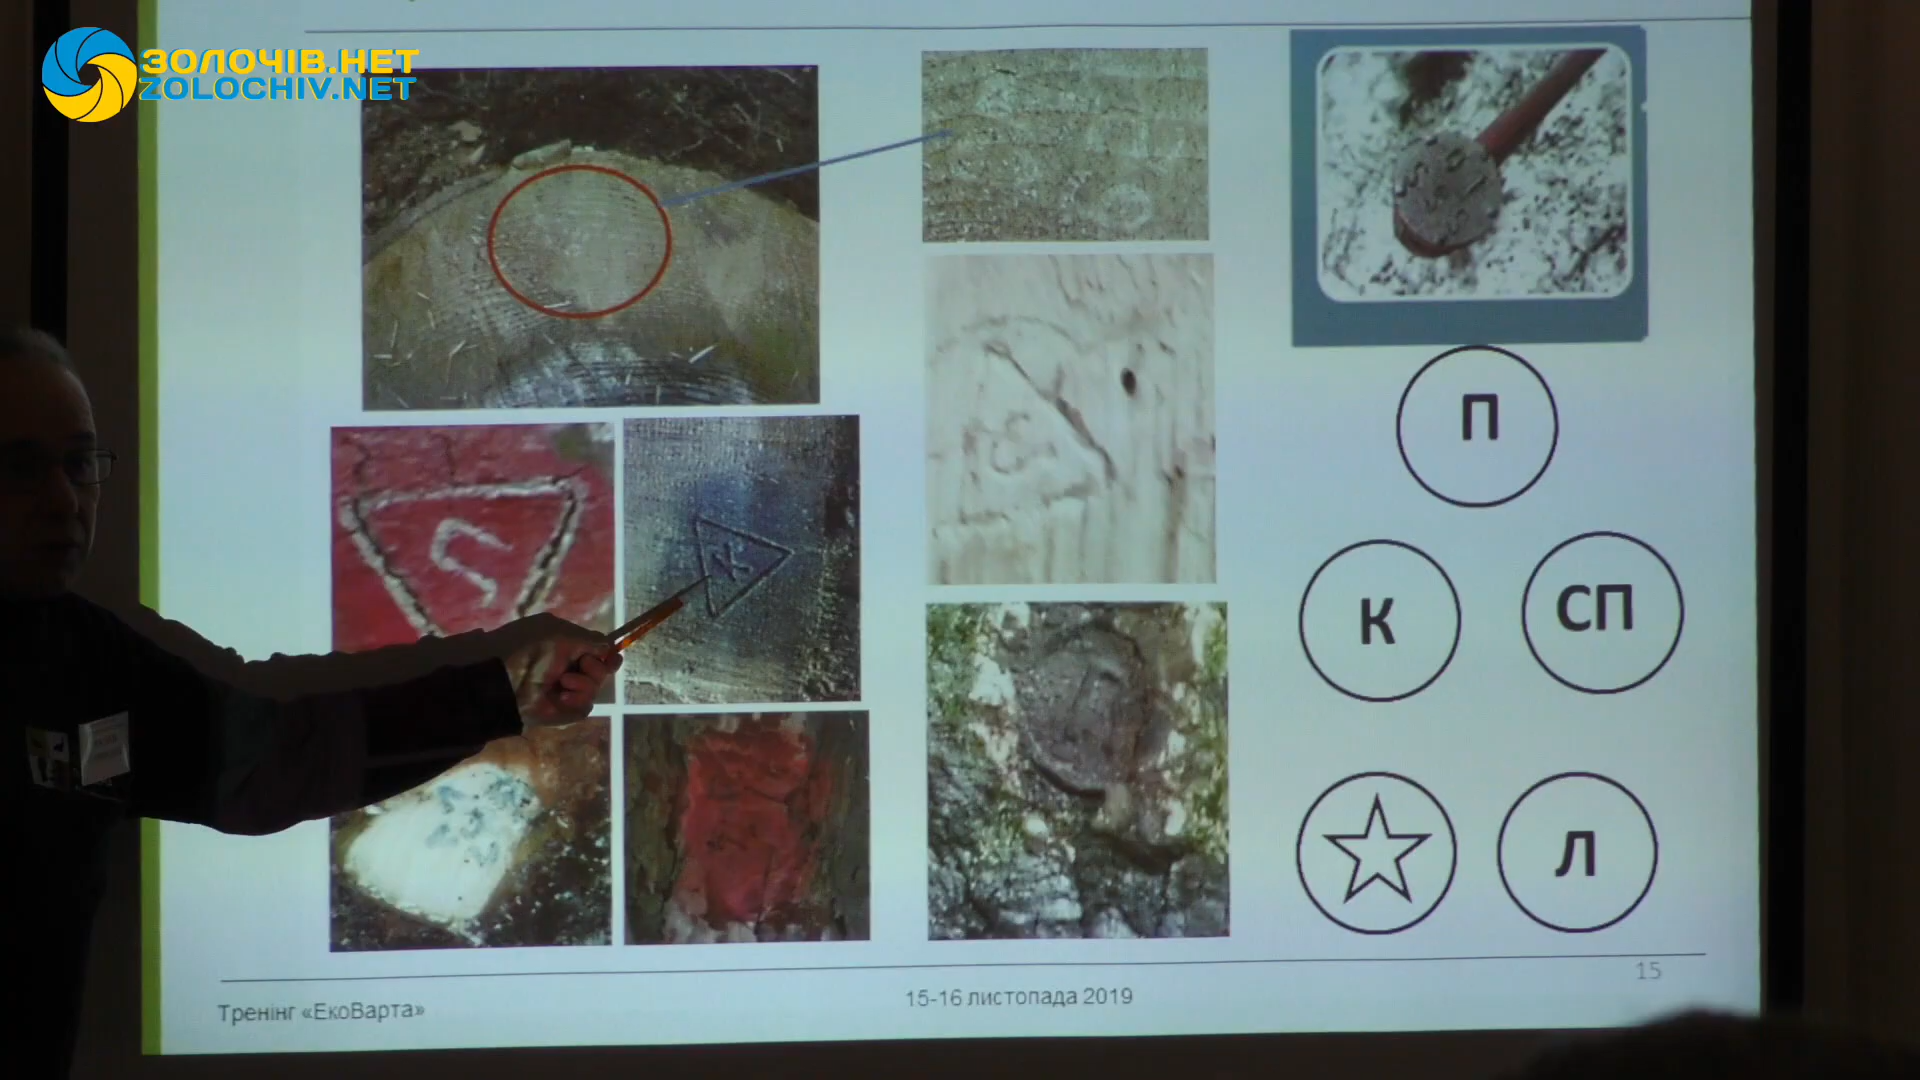 ЗОЛОЧІВ.НЕТ
ZOLOCHIV.NET
П
К
К
СП
Л
15
15-16 листопада 2019
Тренінг «ЕкоВарта»